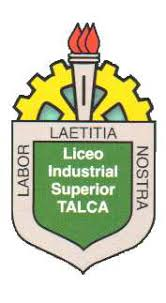 LABOR
LAETITIA
NOSTRA
Liceo
Industrial
Superior
TALCA